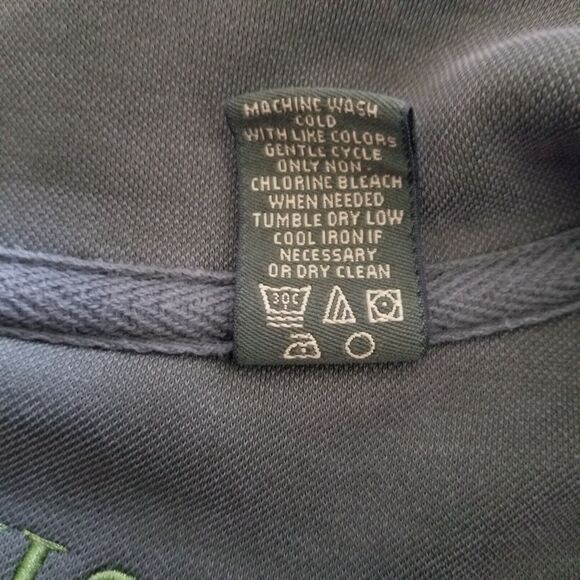 MACHINE WASH
COLD
WITH LIKE COLORS
GENTLE CYCLE
ONLY NON-
CHLORINE BLEACH
WHEN NEEDED
TUMBLE DRY LOW
COOL IRON IF
NECESSARY
OR DRY CLEAN
30C